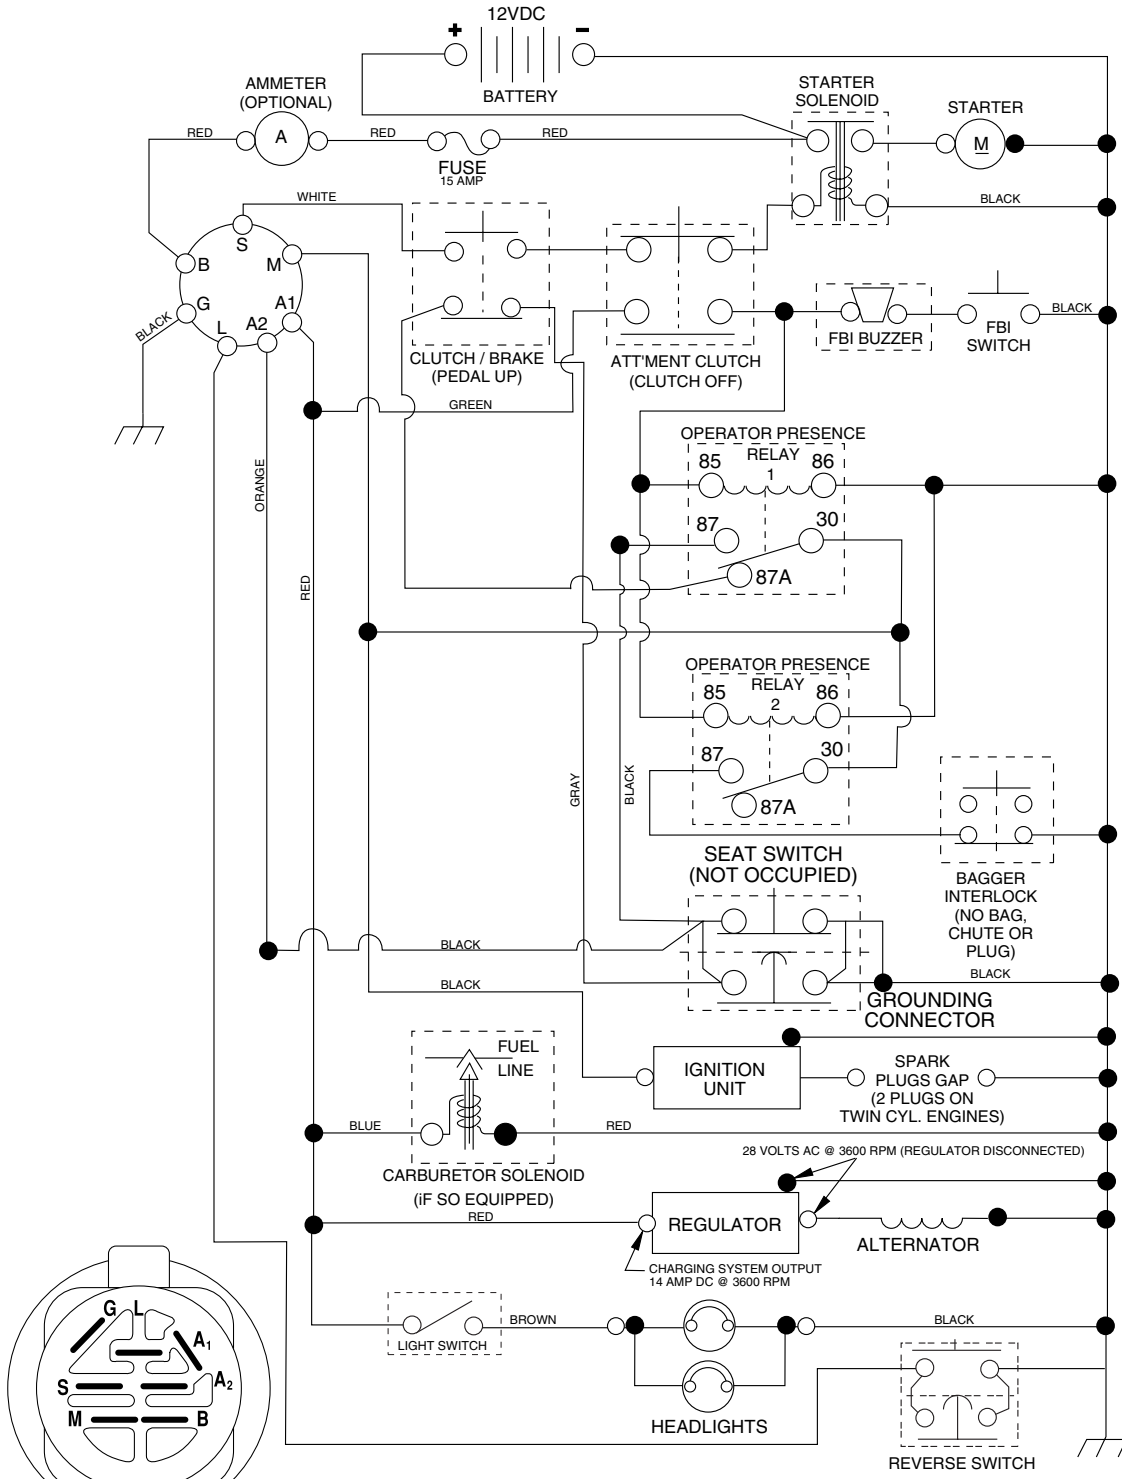 12VDC
+
–
BATTERY
AMMETER
(OPTIONAL)
STARTER
SOLENOID
STARTER
RED
A
RED
RED
FUSE
15 AMP
M
WHITE
BLACK
S
B
M
G
A1
A2
L
BLACK
CLUTCH / BRAKE
(PEDAL UP)
ATT'MENT CLUTCH
(CLUTCH OFF)
FBI BUZZER
FBI
SWITCH
BLACK
GREEN
ORANGE
RED
OPERATOR PRESENCE
RELAY
1
85
86
87
30
87A
OPERATOR PRESENCE
RELAY
2
85
86
87
30
87A
GRAY
BLACK
SEAT SWITCH
(NOT OCCUPIED)
BAGGER
INTERLOCK
(NO BAG,
CHUTE OR
PLUG)
BLACK
BLACK
BLACK
GROUNDING
CONNECTOR
FUEL
LINE
IGNITION
UNIT
SPARK
PLUGS GAP
(2 PLUGS ON
TWIN CYL. ENGINES)
BLUE
RED
CARBURETOR SOLENOID
(iF SO EQUIPPED)
28 VOLTS AC @ 3600 RPM (REGULATOR DISCONNECTED)
RED
REGULATOR
ALTERNATOR
CHARGING SYSTEM OUTPUT
14 AMP DC @ 3600 RPM
LIGHT SWITCH
BROWN
BLACK
HEADLIGHTS
REVERSE SWITCH
G L
A1
S
A2
M
B